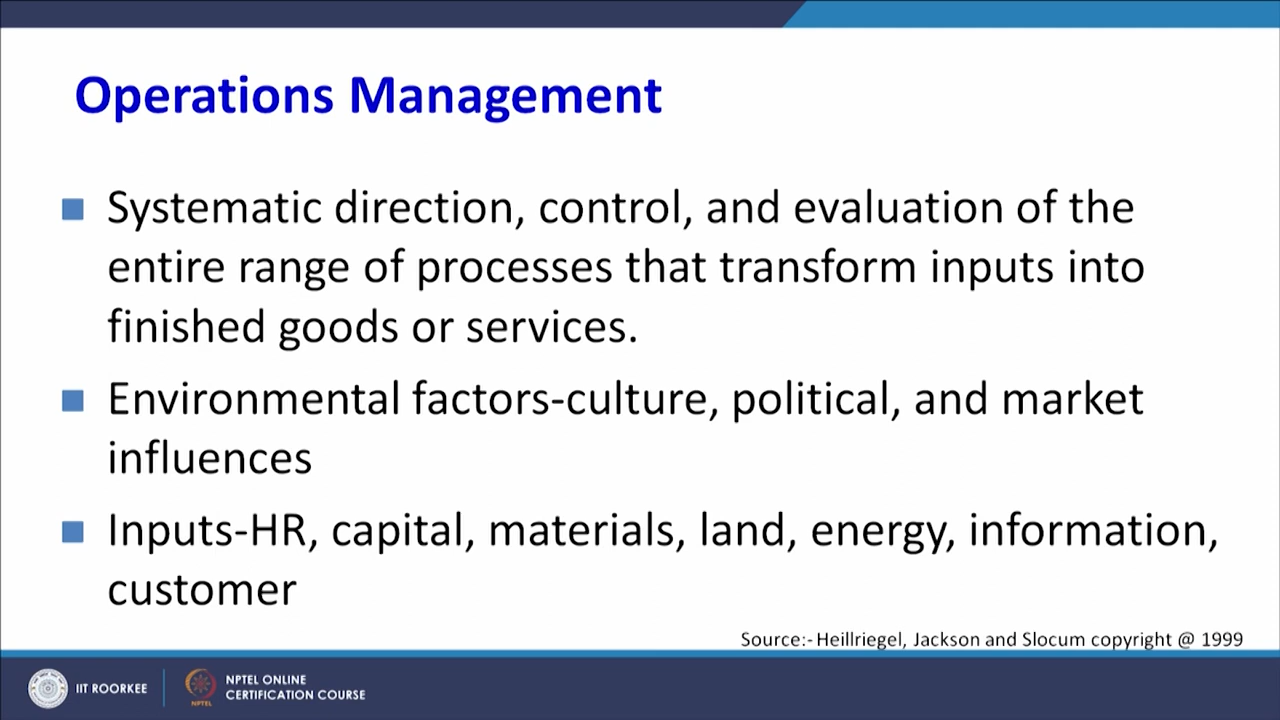 Operations Management
Systematic direction, control, and evaluation of the
entire range of processes that transform inputs into
finished goods or services.
Environmental factors-culture, political, and market
influences
Inputs-HR, capital, materials, land, energy, information,
customer
Source:- Heillriegel, Jackson and Slocum copyright @ 1999
IIT ROORKEE
NPTEL
NPTEL ONLINE
CERTIFICATION COURSE